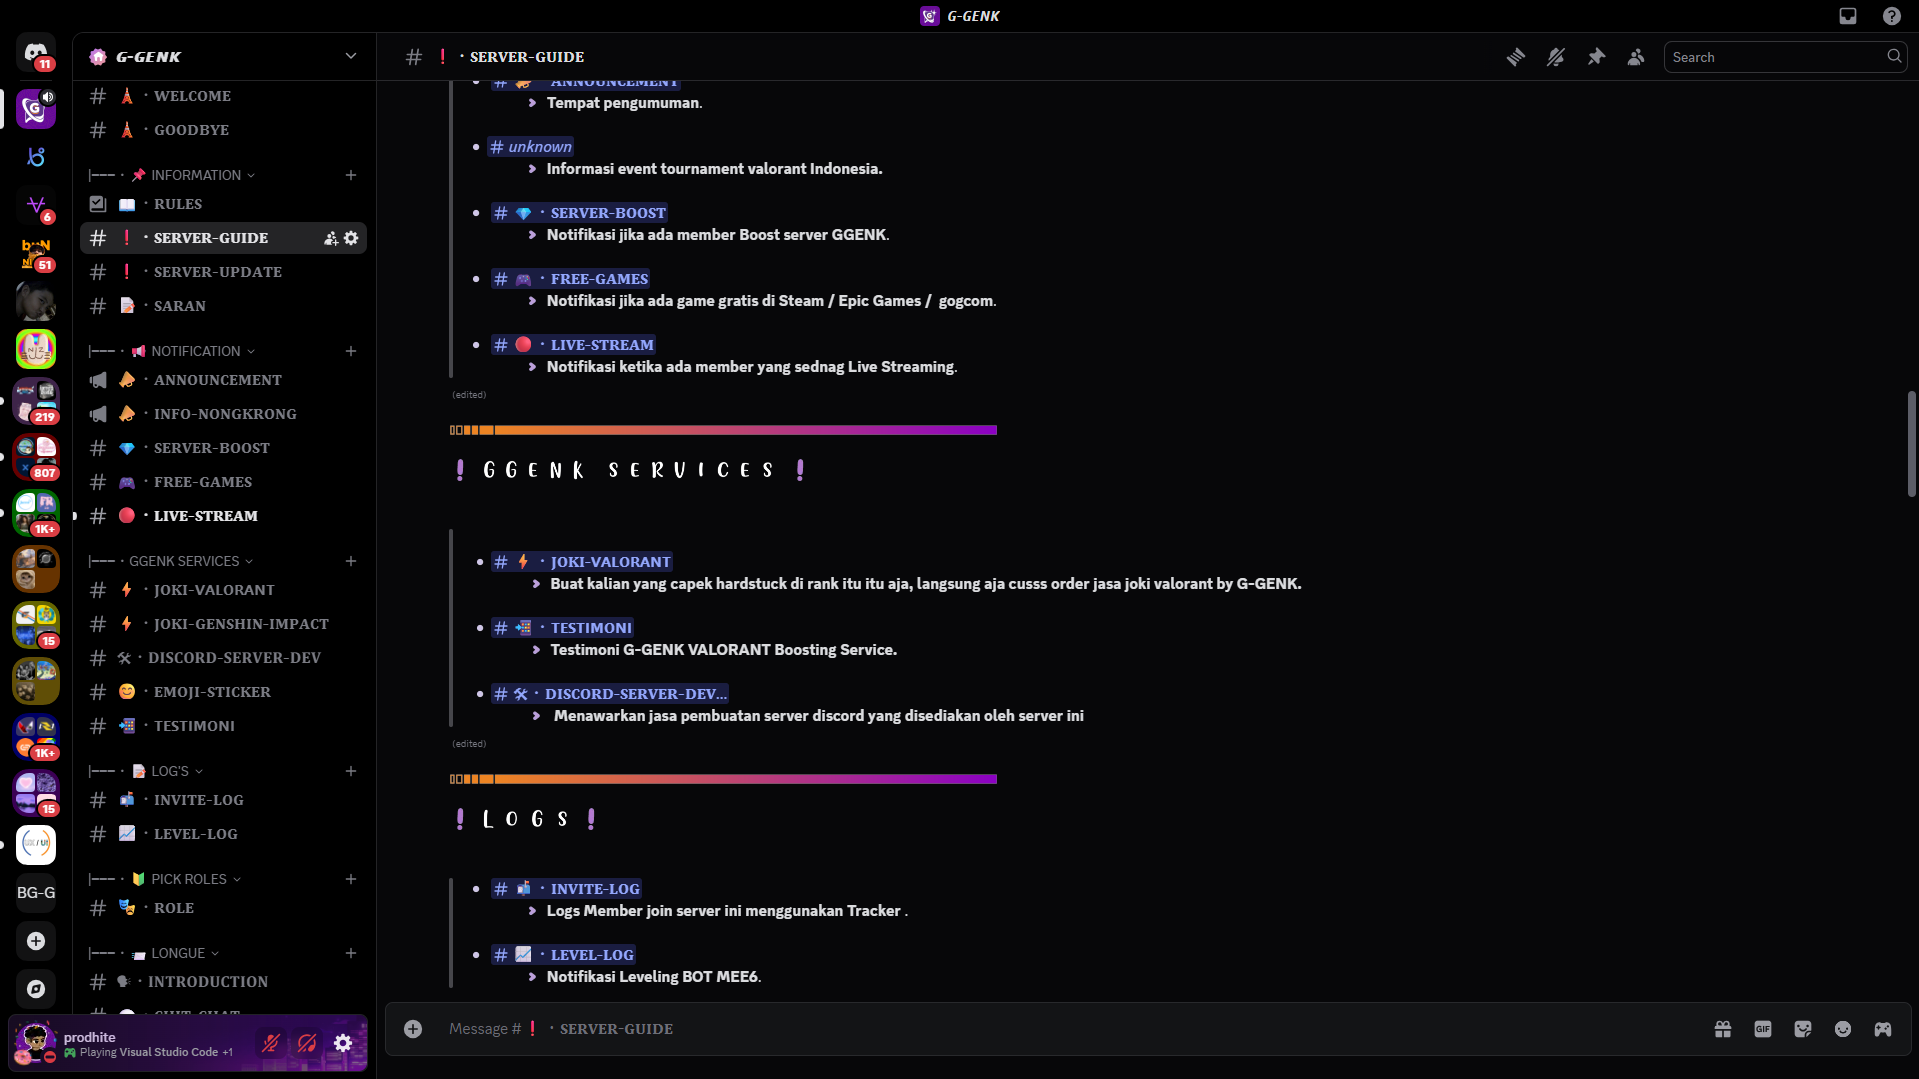 G-GENK
11
G-GENK
WELCOME
GOODBYE
INFORMATION
RULES
SERVER-GUIDE
SERVER-UPDATE
SARAN
NOTIFICATION
ANNOUNCEMENT
INFO-NONGKRONG
SERVER-BOOST
FREE-GAMES
LIVE-STREAM
GGENK SERVICES
JOKI-VALORANT
JOKI-GENSHIN-IMPACT
DISCORD-SERVER-DEV
EMOJI-STICKER
TESTIMONI
LOG'S
INVITE-LOG
LEVEL-LOG
PICK ROLES
ROLE
LONGUE
INTRODUCTION
6
51
219
807
1K+
15
1K+
15
UX / UI
BG-G
prodhite
Playing Visual Studio Code +1
# ❗ · SERVER-GUIDE
Search
# · ANNOUNCEMENT
Tempat pengumuman.
# unknown
Informasi event tournament valorant Indonesia.
# 💎 · SERVER-BOOST
Notifikasi jika ada member Boost server GGENK.
# 🎮 · FREE-GAMES
Notifikasi jika ada game gratis di Steam / Epic Games / gogcom.
# 🔴 · LIVE-STREAM
Notifikasi ketika ada member yang sednag Live Streaming.
(edited)
! GGENK SERVICES !
# ⚡ · JOKI-VALORANT
Buat kalian yang capek hardstuck di rank itu itu aja, langsung aja cusss order jasa joki valorant by G-GENK.
# 📲 · TESTIMONI
Testimoni G-GENK VALORANT Boosting Service.
# 🛠 · DISCORD-SERVER-DEV...
Menawarkan jasa pembuatan server discord yang disediakan oleh server ini
(edited)
! LOGS !
# 📬 · INVITE-LOG
Logs Member join server ini menggunakan Tracker .
# 📈 · LEVEL-LOG
Notifikasi Leveling BOT MEE6.
Message # ❗ · SERVER-GUIDE
GIF